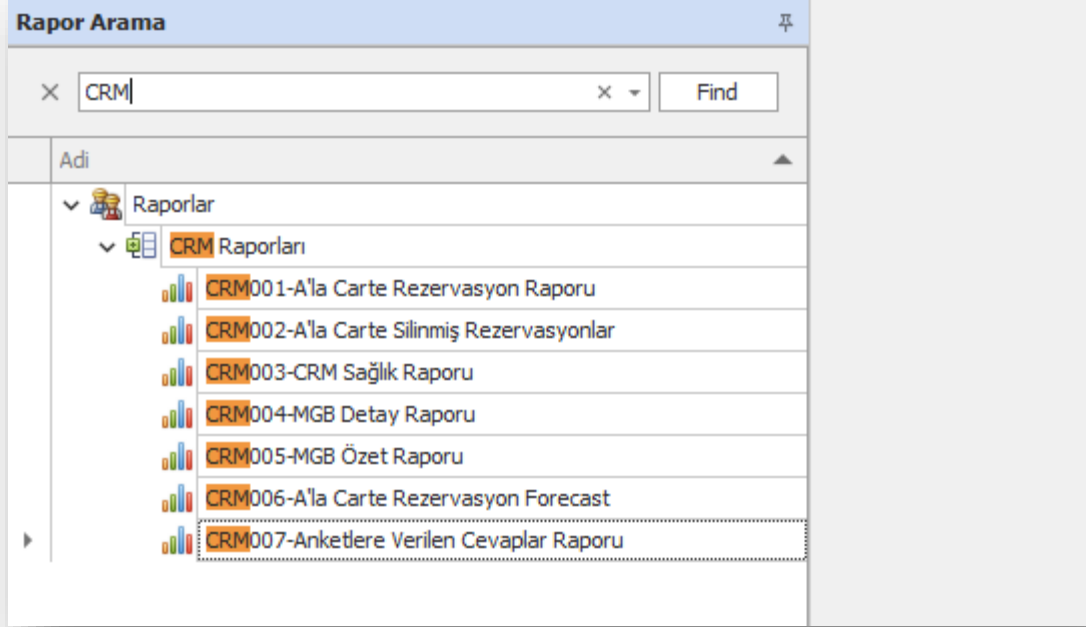 Rapor Arama
CRM Find
Adi
Raporlar
CRM Raporları
CRM001-A'la Carte Rezervasyon Raporu
CRM002-A'la Carte Silinmiş Rezervasyonlar
CRM003-CRM Sağlık Raporu
CRM004-MGB Detay Raporu
CRM005-MGB Özet Raporu
CRM006-A'la Carte Rezervasyon Forecast
CRM007-Anketlere Verilen Cevaplar Raporu